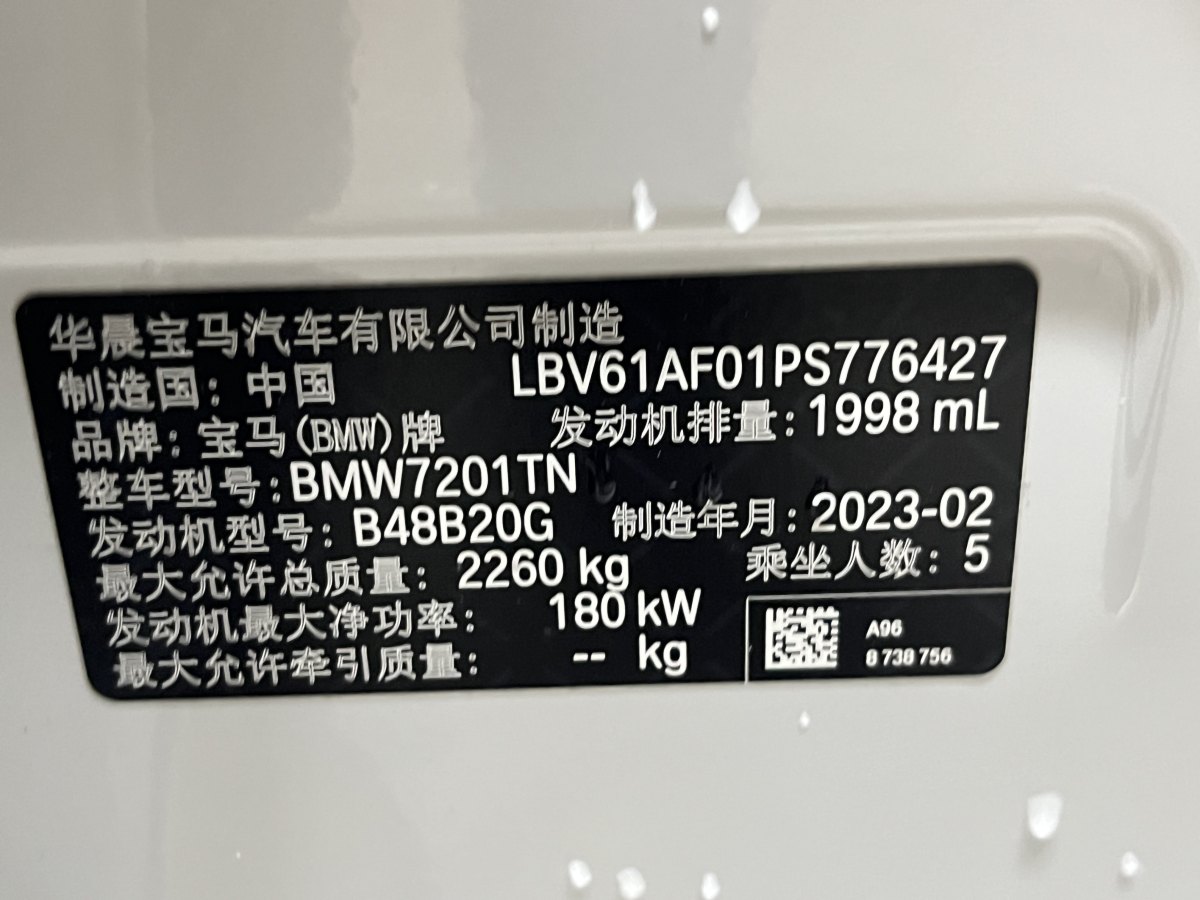 华晨宝马汽车有限公司制造
制造国：中国 LBV61AF01PS776427
品牌：宝马(BMW)牌 发动机排量：1998 mL
整车型号：BMW7201TN
发动机型号：B48B20G 制造年月：2023-02
最大允许总质量：2260 kg 乘坐人数：5
发动机最大净功率：180 kW
最大允许牵引质量：-- kg
A96
8 738 756